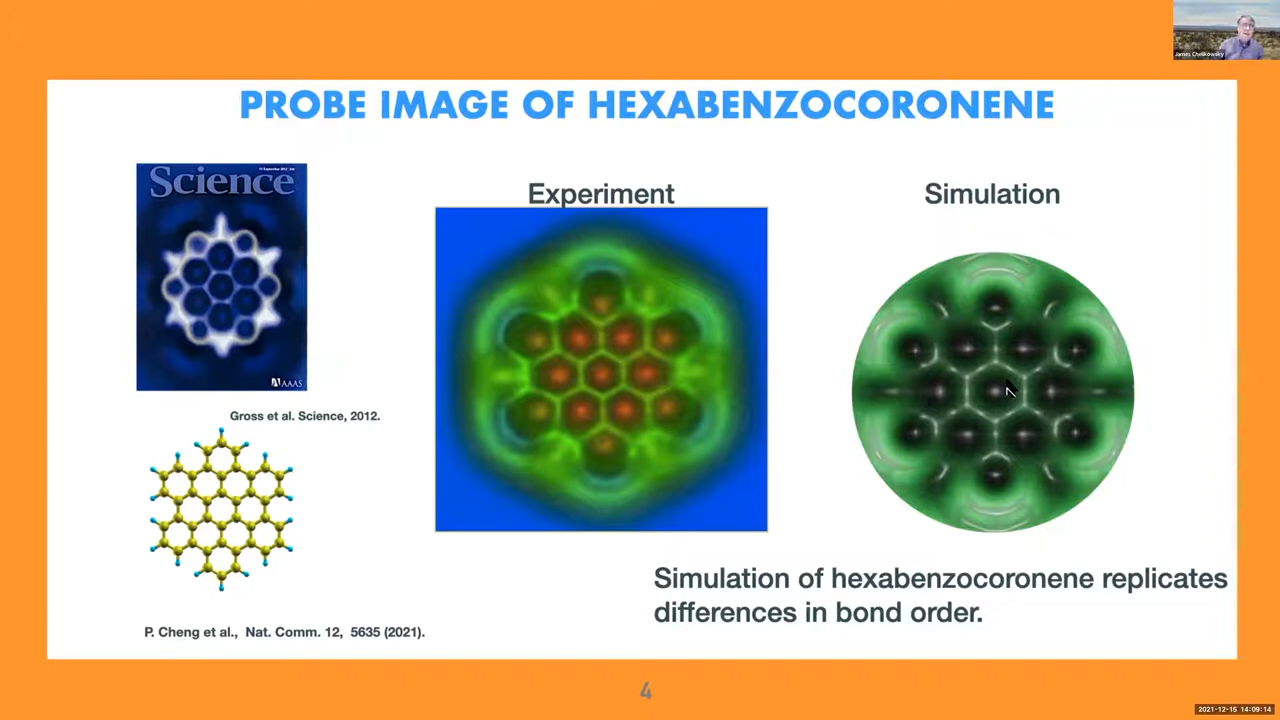 James Chelikowsky
PROBE IMAGE OF HEXABENZOCORONENE
Science
AAAS
Gross et al. Science, 2012.
Experiment
Simulation
Simulation of hexabenzocoronene replicates
differences in bond order.
P. Cheng et al., Nat. Comm. 12, 5635 (2021).
4
2021-12-15 14:09:14